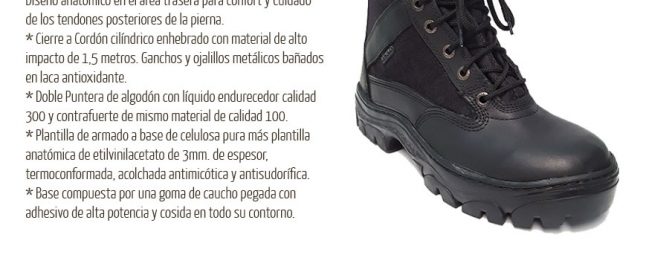 Diseño anatómico en el área trasera para confort y cuidado
de los tendones posteriores de la pierna.
* Cierre a Cordón cilíndrico enhebrado con material de alto
impacto de 1,5 metros. Ganchos y ojalillos metálicos bañados
en laca antioxidante.
* Doble Puntera de algodón con líquido endurecedor calidad
300 y contrafuerte de mismo material de calidad 100.
* Plantilla de armado a base de celulosa pura más plantilla
anatómica de etilvinilacetato de 3mm. de espesor,
termoconformada, acolchada antimicótica y antisudorífica.
* Base compuesta por una goma de caucho pegada con
adhesivo de alta potencia y cosida en todo su contorno.